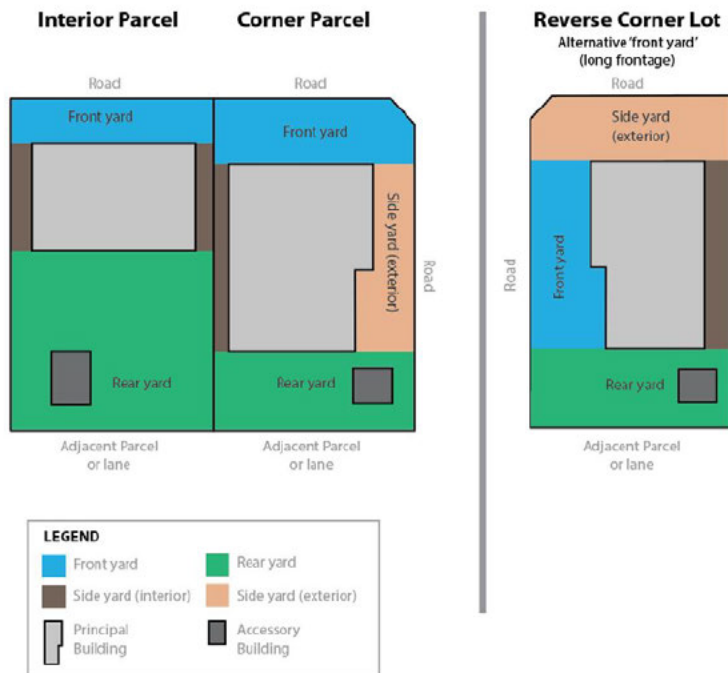 Interior Parcel
Corner Parcel
Reverse Corner Lot
Alternative 'front yard'
(long frontage)
Road
Road
Road
Front yard
Front yard
Side yard
(exterior)
Side yard (exterior)
Road
Road
Front yard
Rear yard
Rear yard
Rear yard
Adjacent Parcel
or lane
Adjacent Parcel
or lane
Adjacent Parcel
or lane
LEGEND
Front yard
Rear yard
Side yard (interior)
Side yard (exterior)
Principal
Building
Accessory
Building